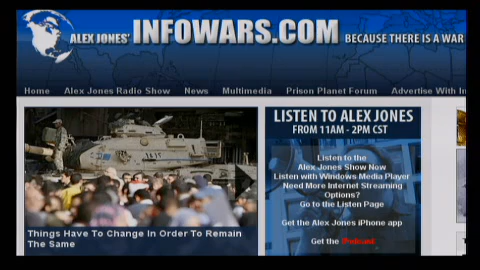 ALEX JONES' INFOWARS.COM BECAUSE THERE IS A WAR
Home Alex Jones Radio Show News Multimedia Prison Planet Forum Advertise With In
LISTEN TO ALEX JONES
FROM 11AM - 2PM CST
Listen to the
Alex Jones Show Now
Listen with Windows Media Player
Need More Internet Streaming
Options?
Go to the Listen Page
Get the Alex Jones iPhone app
Get the Podcast
Things Have To Change In Order To Remain
The Same